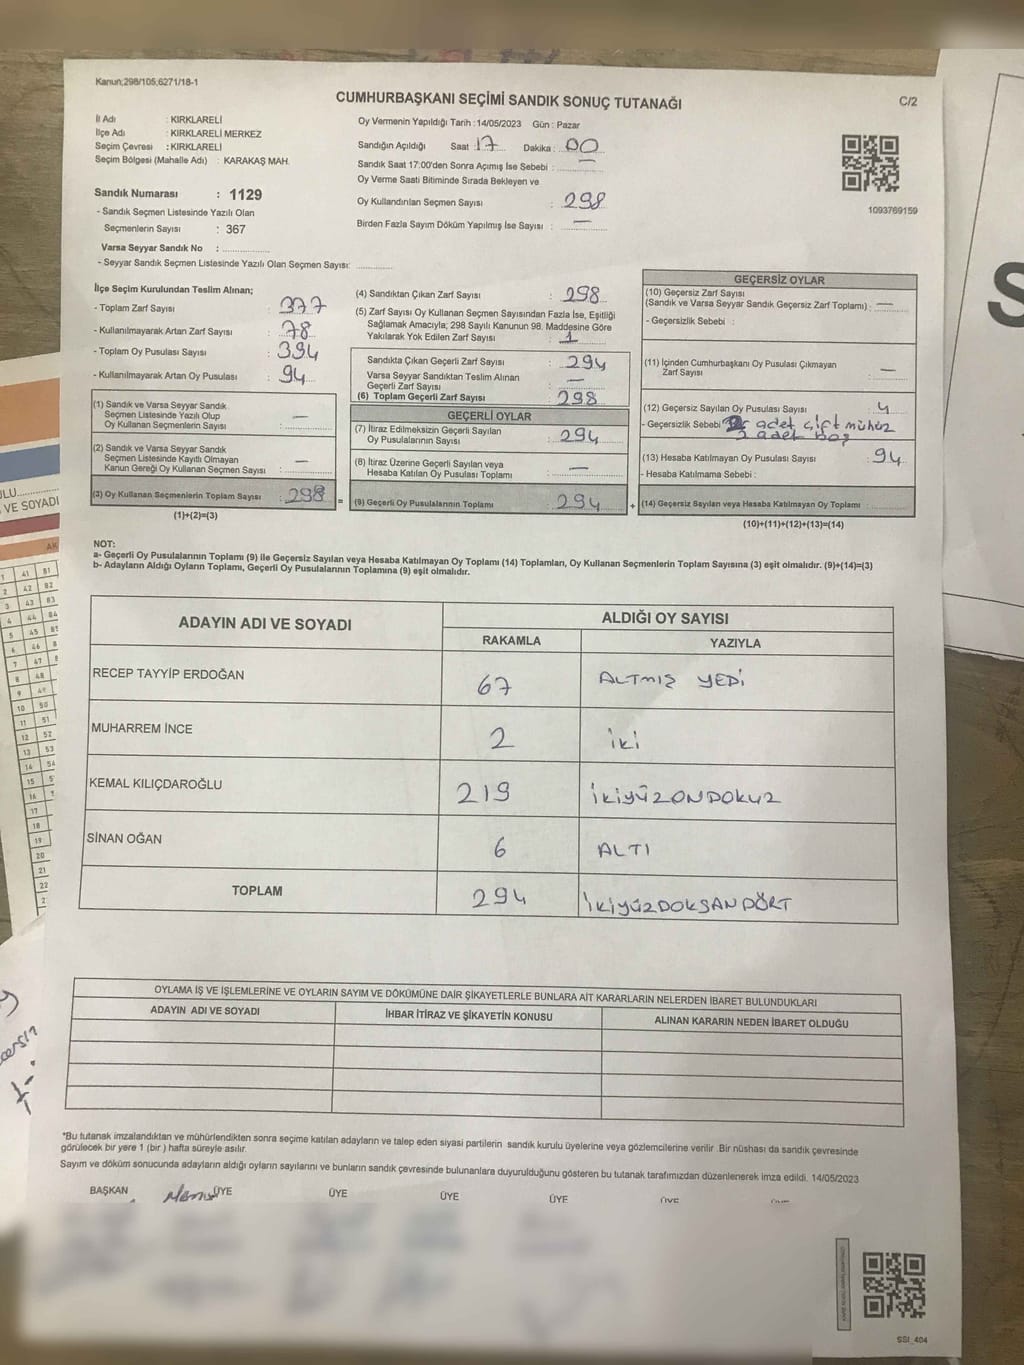 Kanun;298/105;6271/18-1
CUMHURBAŞKANI SEÇİMİ SANDIK SONUÇ TUTANAĞI
C/2
İl Adı : KIRKLARELİ
İlçe Adı : KIRKLARELİ MERKEZ
Seçim Çevresi : KIRKLARELİ
Seçim Bölgesi (Mahalle Adı) : KARAKAŞ MAH.
Sandık Numarası : 1129
- Sandık Seçmen Listesinde Yazılı Olan
Seçmenlerin Sayısı : 367
Varsa Seyyar Sandık No :
- Seyyar Sandık Seçmen Listesinde Yazılı Olan Seçmen Sayısı:
Oy Vermenin Yapıldığı Tarih : 14/05/2023 Gün : Pazar
Sandığın Açıldığı Saat : 17 Dakika : 00
Sandık Saat 17:00'den Sonra Açımış İse Sebebi : —
Oy Verme Saati Bitiminde Sırada Bekleyen ve
Oy Kullandırılan Seçmen Sayısı : 298
Birden Fazla Sayım Döküm Yapılmış İse Sayısı : —
1093769159
İlçe Seçim Kurulundan Teslim Alınan;
- Toplam Zarf Sayısı : 377
- Kullanılmayarak Artan Zarf Sayısı : 78
- Toplam Oy Pusulası Sayısı : 394
- Kullanılmayarak Artan Oy Pusulası : 94
(1) Sandık ve Varsa Seyyar Sandık
Seçmen Listesinde Yazılı Olup
Oy Kullanan Seçmenlerin Sayısı : —
(2) Sandık ve Varsa Seyyar Sandık
Seçmen Listesinde Kayıtlı Olmayan
Kanun Gereği Oy Kullanan Seçmen Sayısı : —
(3) Oy Kullanan Seçmenlerin Toplam Sayısı : 298 =
(1)+(2)=(3)
(4) Sandıktan Çıkan Zarf Sayısı : 298
(5) Zarf Sayısı Oy Kullanan Seçmen Sayısından Fazla İse, Eşitliği
Sağlamak Amacıyla; 298 Sayılı Kanunun 98. Maddesine Göre
Yakılarak Yok Edilen Zarf Sayısı : 1
Sandıkta Çıkan Geçerli Zarf Sayısı : 294
Varsa Seyyar Sandıktan Teslim Alınan
Geçerli Zarf Sayısı : —
(6) Toplam Geçerli Zarf Sayısı : 298
GEÇERLİ OYLAR
(7) İtiraz Edilmeksizin Geçerli Sayılan
Oy Pusulalarının Sayısı : 294
(8) İtiraz Üzerine Geçerli Sayılan veya
Hesaba Katılan Oy Pusulası Toplamı : —
(9) Geçerli Oy Pusulalarının Toplamı : 294 +
GEÇERSİZ OYLAR
(10) Geçersiz Zarf Sayısı
(Sandık ve Varsa Seyyar Sandık Geçersiz Zarf Toplamı) : —
- Geçersizlik Sebebi :
(11) İçinden Cumhurbaşkanı Oy Pusulası Çıkmayan
Zarf Sayısı : —
(12) Geçersiz Sayılan Oy Pusulası Sayısı : 4
- Geçersizlik Sebebi adet çift mühür
adet boş
(13) Hesaba Katılmayan Oy Pusulası Sayısı : 94
- Hesaba Katılmama Sebebi :
(14) Geçersiz Sayılan veya Hesaba Katılmayan Oy Toplamı :
(10)+(11)+(12)+(13)=(14)
NOT:
a- Geçerli Oy Pusulalarının Toplamı (9) ile Geçersiz Sayılan veya Hesaba Katılmayan Oy Toplamı (14) Toplamları, Oy Kullanan Seçmenlerin Toplam Sayısına (3) eşit olmalıdır. (9)+(14)=(3)
b- Adayların Aldığı Oyların Toplamı, Geçerli Oy Pusulalarının Toplamına (9) eşit olmalıdır.
ADAYIN ADI VE SOYADI
ALDIĞI OY SAYISI
RAKAMLA YAZIYLA
RECEP TAYYİP ERDOĞAN 67 ALTMIŞ YEDİ
MUHARREM İNCE 2 İKİ
KEMAL KILIÇDAROĞLU 219 İKİYÜZONDOKUZ
SİNAN OĞAN 6 ALTI
TOPLAM 294 İKİYÜZDOKSANDÖRT
OYLAMA İŞ VE İŞLEMLERİNE VE OYLARIN SAYIM VE DÖKÜMÜNE DAİR ŞİKAYETLERLE BUNLARA AİT KARARLARIN NELERDEN İBARET BULUNDUKLARI
ADAYIN ADI VE SOYADI İHBAR İTİRAZ VE ŞİKAYETİN KONUSU ALINAN KARARIN NEDEN İBARET OLDUĞU
*Bu tutanak imzalandıktan ve mühürlendikten sonra seçime katılan adayların ve talep eden siyasi partilerin sandık kurulu üyelerine veya gözlemcilerine verilir. Bir nüshası da sandık çevresinde
görülecek bir yere 1 (bir) hafta süreyle asılır.
Sayım ve döküm sonucunda adayların aldığı oyların sayılarını ve bunların sandık çevresinde bulunanlara duyurulduğunu gösteren bu tutanak tarafımızdan düzenlenerek imza edildi. 14/05/2023
BAŞKAN ÜYE ÜYE ÜYE ÜYE ÜYE
SSI_404